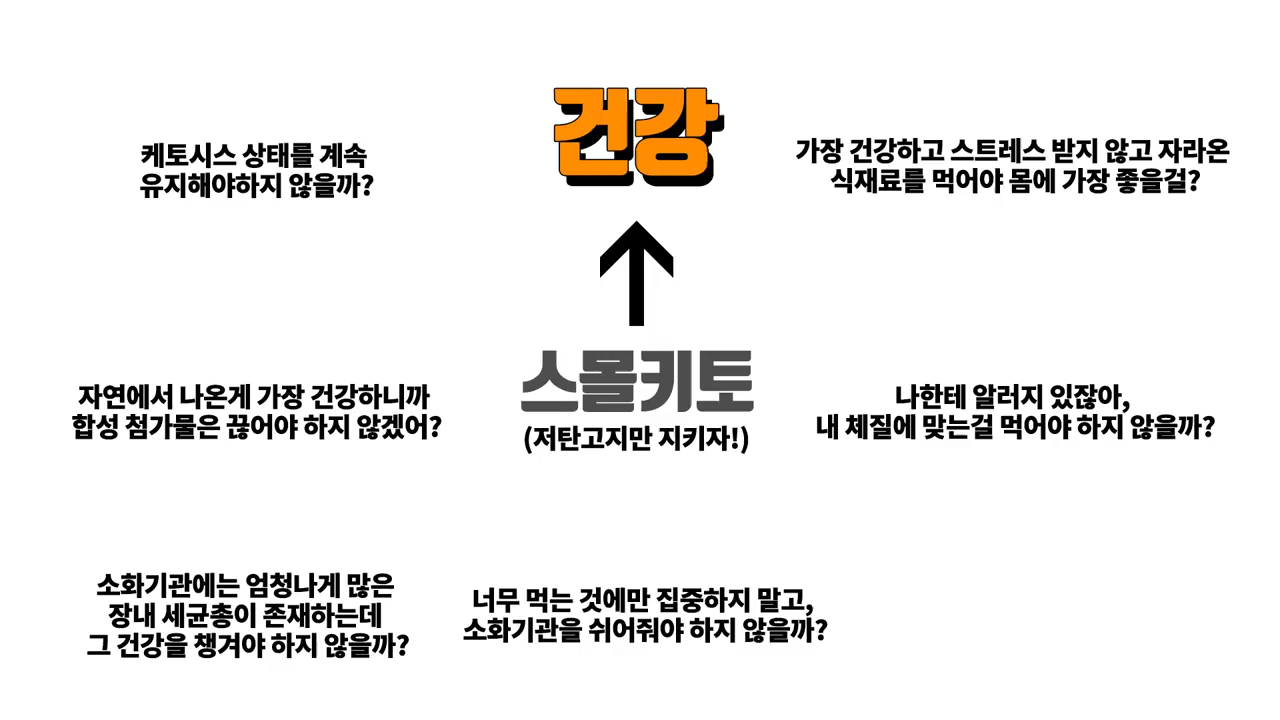 건강
케토시스 상태를 계속
유지해야하지 않을까?
가장 건강하고 스트레스 받지 않고 자라온
식재료를 먹어야 몸에 가장 좋을걸?
스몰키토
(저탄고지만 지키자!)
자연에서 나온게 가장 건강하니까
합성 첨가물은 끊어야 하지 않겠어?
나한테 알러지 있잖아,
내 체질에 맞는걸 먹어야 하지 않을까?
소화기관에는 엄청나게 많은
장내 세균총이 존재하는데
그 건강을 챙겨야 하지 않을까?
너무 먹는 것에만 집중하지 말고,
소화기관을 쉬어줘야 하지 않을까?